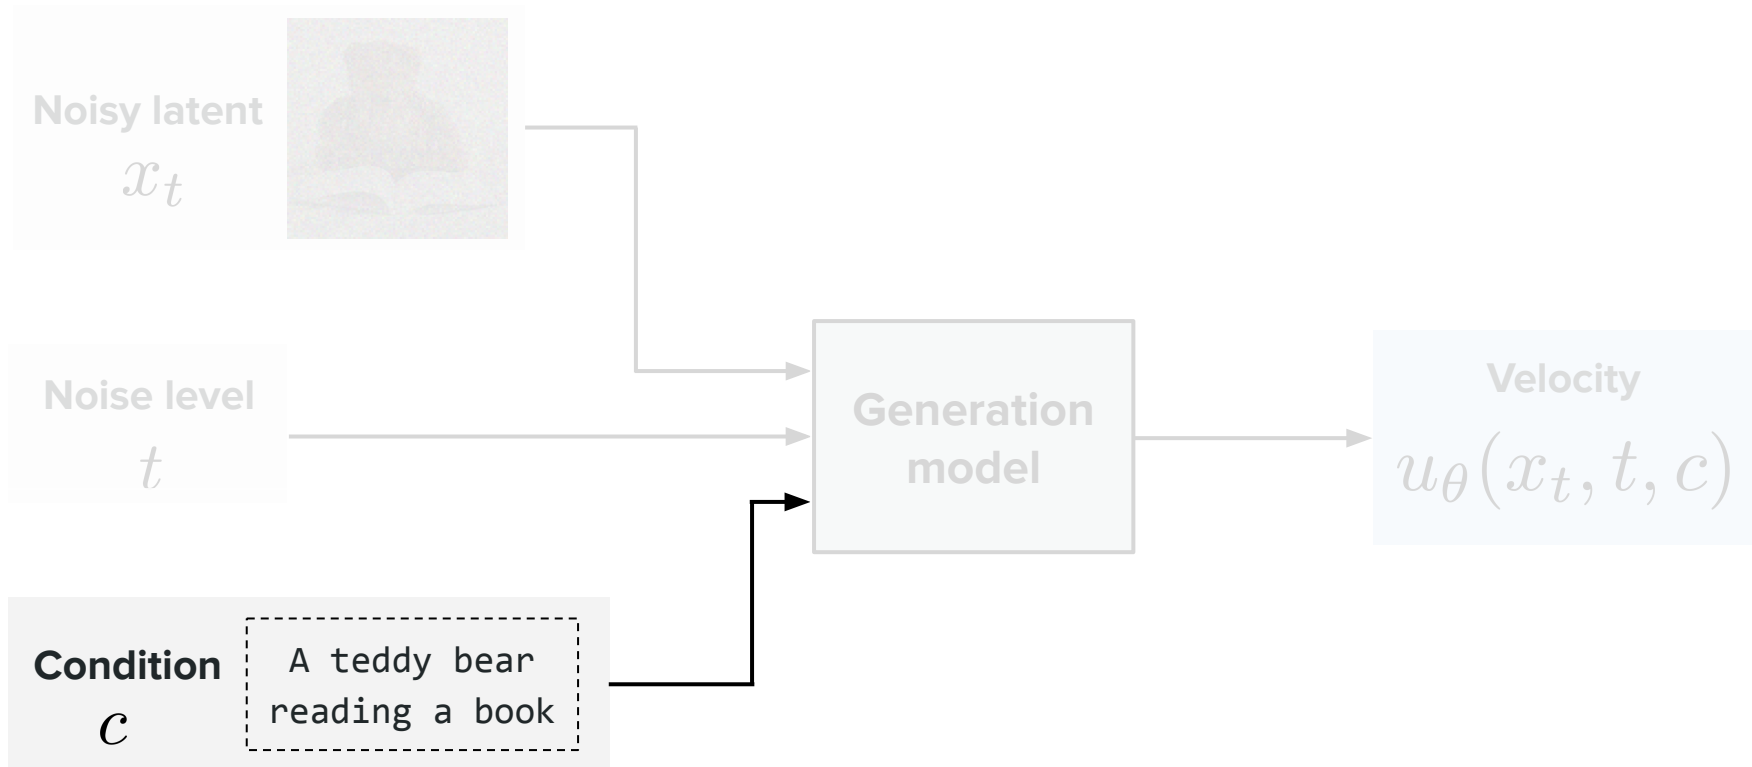 Noisy latent
x_t
Noise level
t
Condition
c
A teddy bear
reading a book
Generation
model
Velocity
u_θ(x_t, t, c)